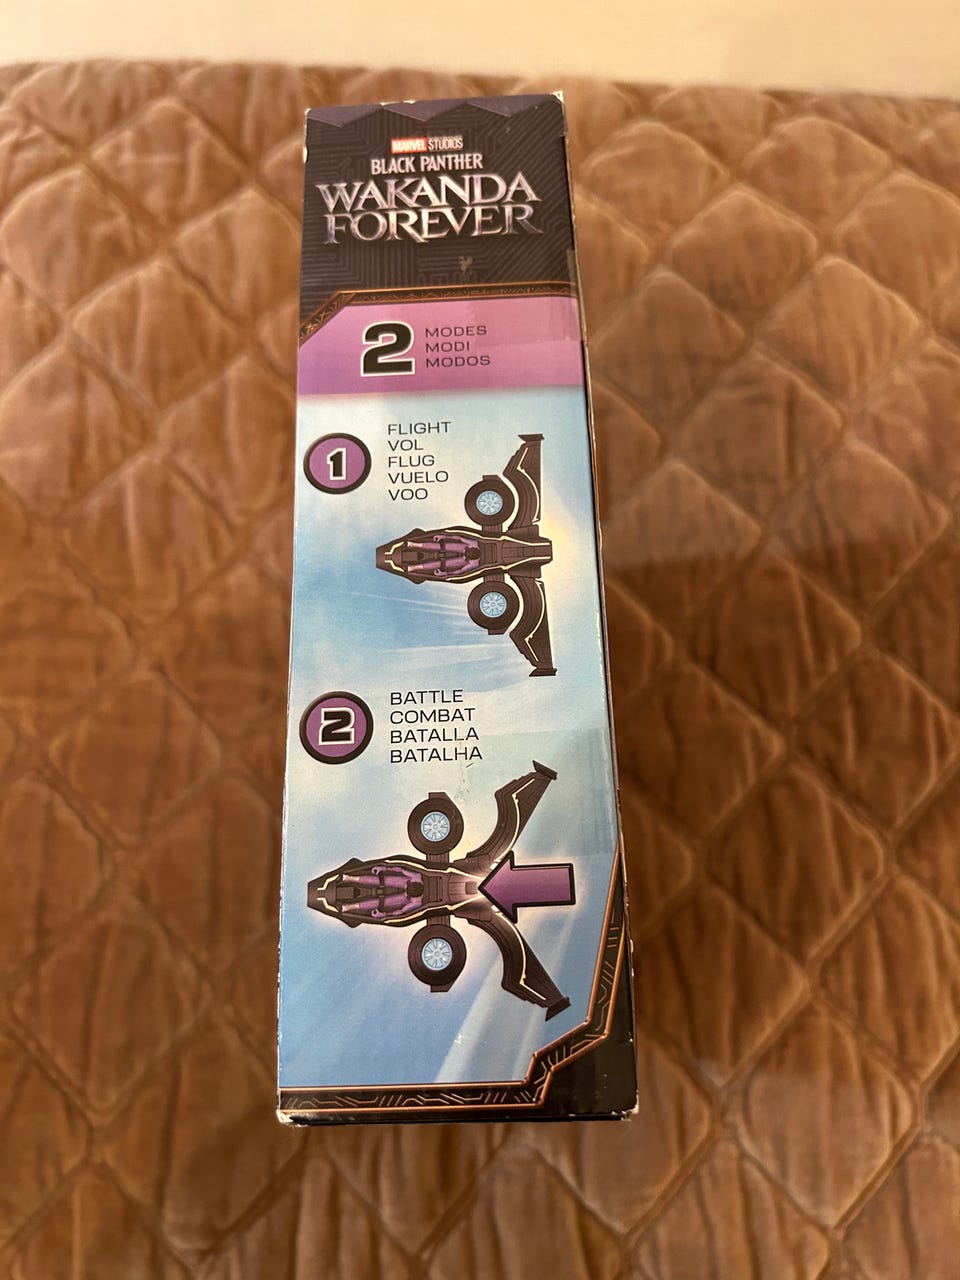 MARVEL STUDIOS
BLACK PANTHER
WAKANDA
FOREVER
2
MODES
MODI
MODOS
1
FLIGHT
VOL
FLUG
VUELO
VOO
2
BATTLE
COMBAT
BATALLA
BATALHA